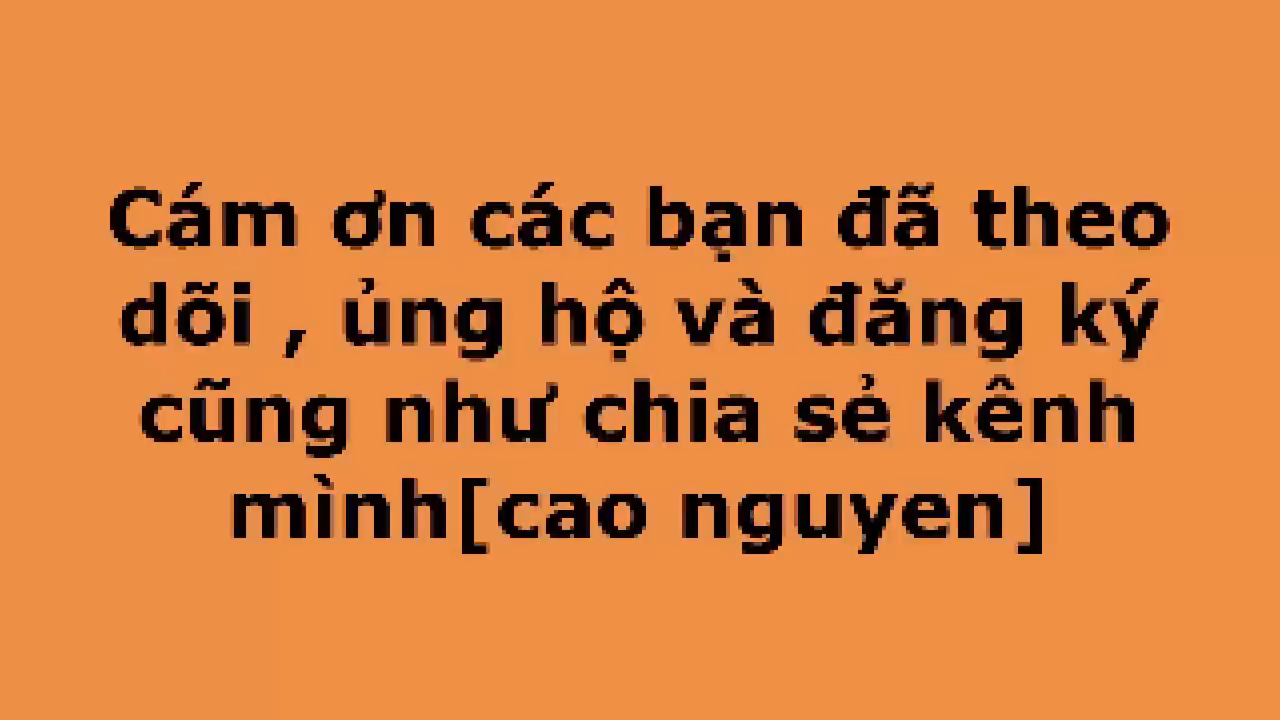 Cám ơn các bạn đã theo
dõi , ủng hộ và đăng ký
cũng như chia sẻ kênh
mình[cao nguyen]